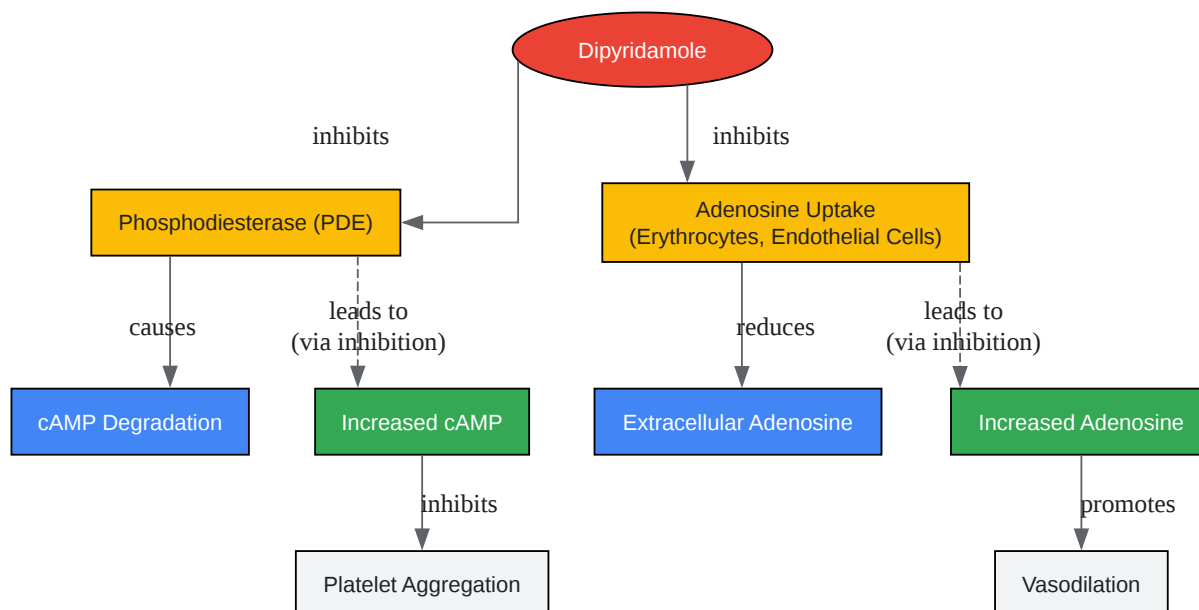 Dipyridamole
inhibits
inhibits
Phosphodiesterase (PDE)
Adenosine Uptake
(Erythrocytes, Endothelial Cells)
causes
leads to
(via inhibition)
reduces
leads to
(via inhibition)
cAMP Degradation
Increased cAMP
Extracellular Adenosine
Increased Adenosine
inhibits
promotes
Platelet Aggregation
Vasodilation